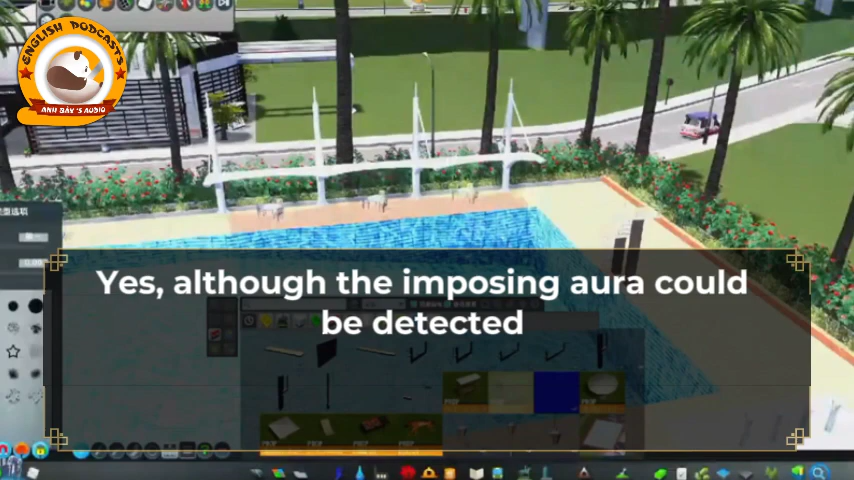 ENGLISH PODCASTS
ANH BẢY 'S AUDIO
Yes, although the imposing aura could
be detected